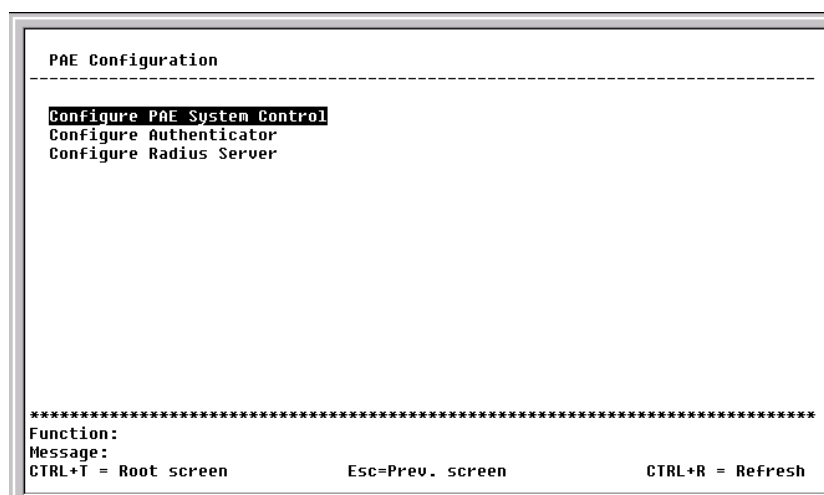 PAE Configuration
--------------------------------------------------------------------------------
Configure PAE System Control
Configure Authenticator
Configure Radius Server
********************************************************************************
Function:
Message:
CTRL+T = Root screen Esc=Prev. screen CTRL+R = Refresh